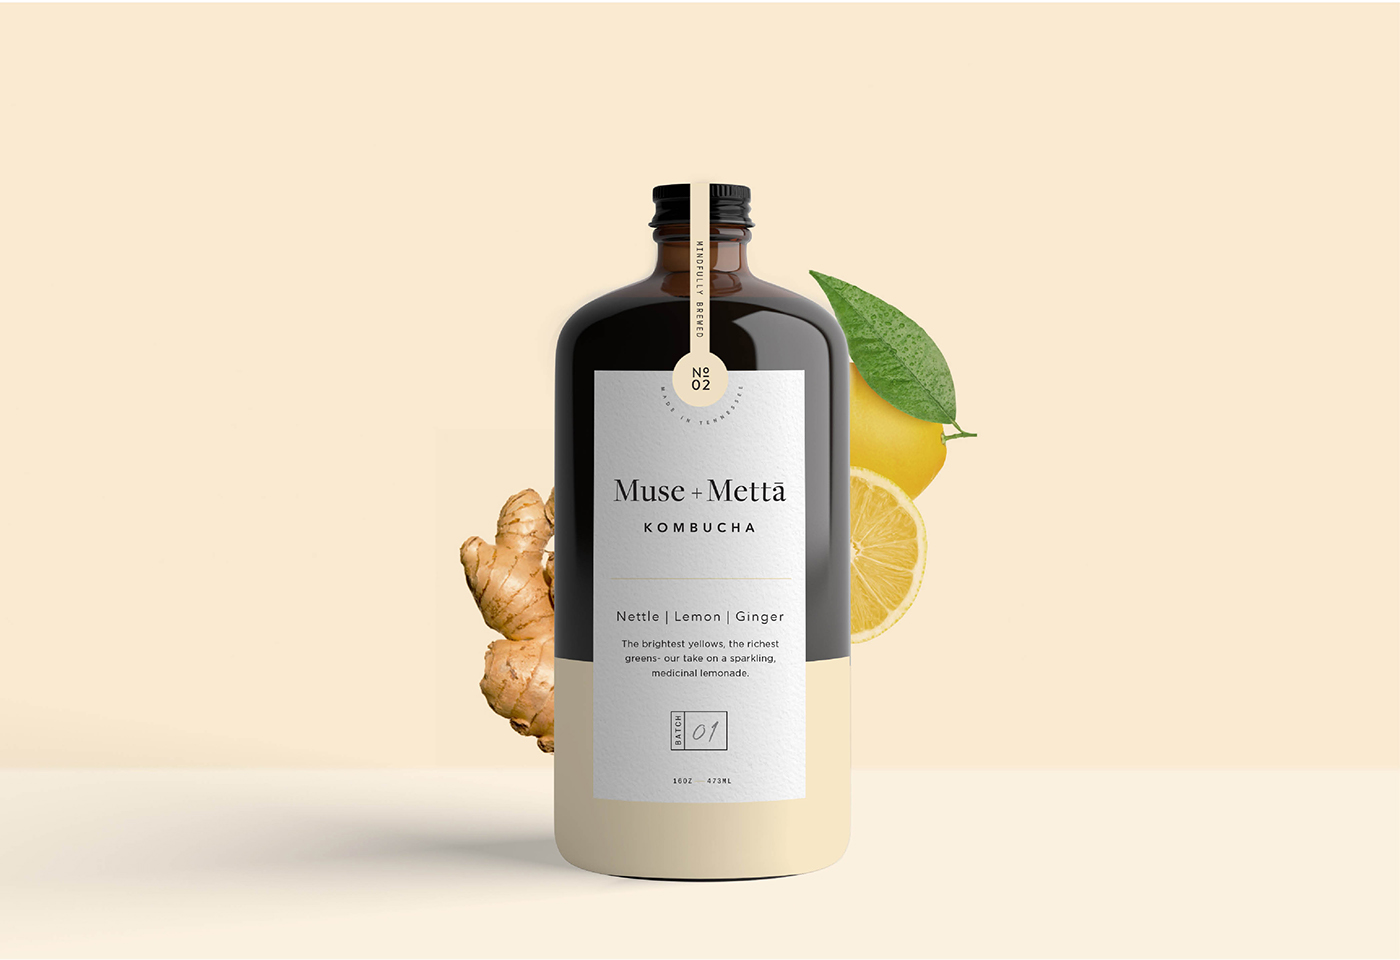 MINDFULLY BREWED
Nº
02
MADE IN TENNESSEE
Muse + Mettā
KOMBUCHA
Nettle | Lemon | Ginger
The brightest yellows, the richest
greens- our take on a sparkling,
medicinal lemonade.
BATCH
01
16OZ — 473ML